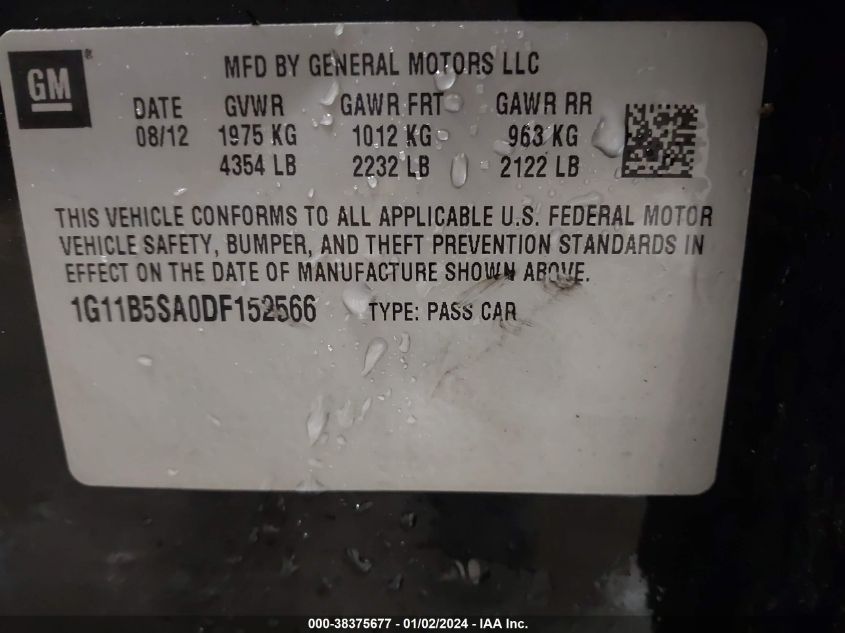 GM®
MFD BY GENERAL MOTORS LLC
DATE GVWR GAWR FRT GAWR RR
08/12 1975 KG 1012 KG 963 KG
4354 LB 2232 LB 2122 LB
THIS VEHICLE CONFORMS TO ALL APPLICABLE U.S. FEDERAL MOTOR
VEHICLE SAFETY, BUMPER, AND THEFT PREVENTION STANDARDS IN
EFFECT ON THE DATE OF MANUFACTURE SHOWN ABOVE.
1G11B5SA0DF152566 TYPE: PASS CAR
000-38375677 - 01/02/2024 - IAA Inc.